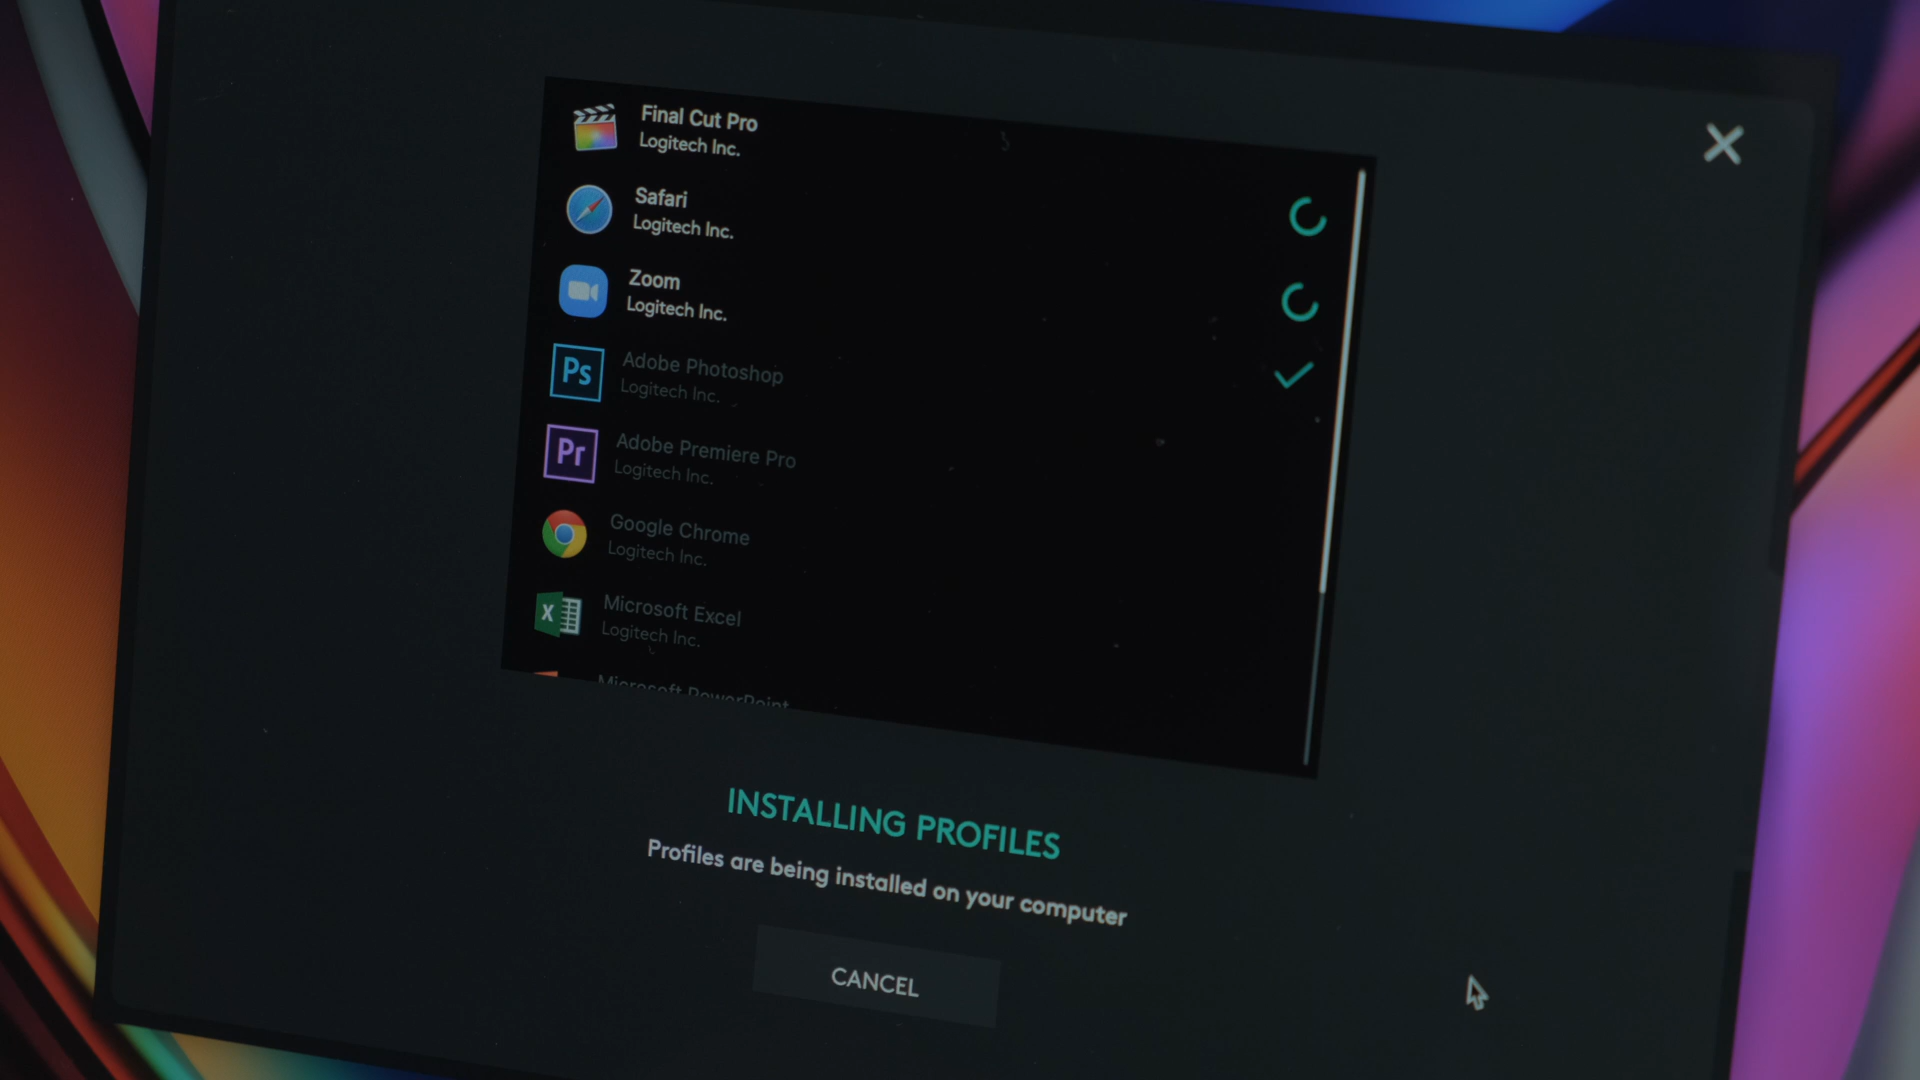 Final Cut Pro
Logitech Inc.
Safari
Logitech Inc.
Zoom
Logitech Inc.
Ps
Adobe Photoshop
Logitech Inc.
Pr
Adobe Premiere Pro
Logitech Inc.
Google Chrome
Logitech Inc.
X
Microsoft Excel
Logitech Inc.
Microsoft PowerPoint
INSTALLING PROFILES
Profiles are being installed on your computer
CANCEL